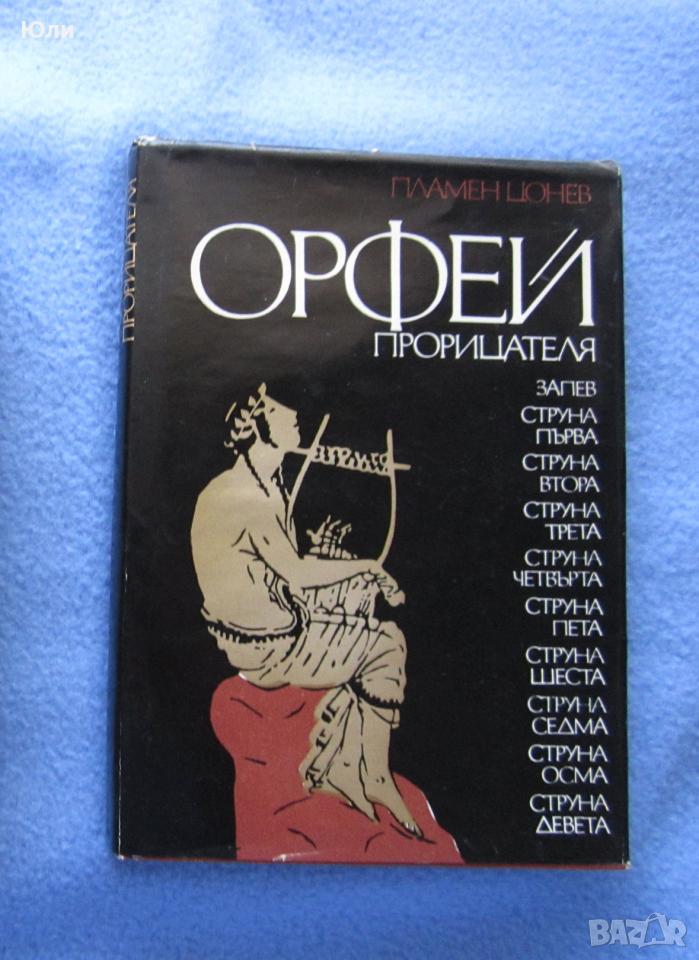 Юли
ПРОРИЦАТЕЛЯ
ПЛАМЕН ЦОНЕВ
ОРФЕЙ
ПРОРИЦАТЕЛЯ
ЗАПЕВ
СТРУНА
ПЪРВА
СТРУНА
ВТОРА
СТРУНА
ТРЕТА
СТРУНА
ЧЕТВЪРТА
СТРУНА
ПЕТА
СТРУНА
ШЕСТА
СТРУНА
СЕДМА
СТРУНА
ОСМА
СТРУНА
ДЕВЕТА
BAZAR